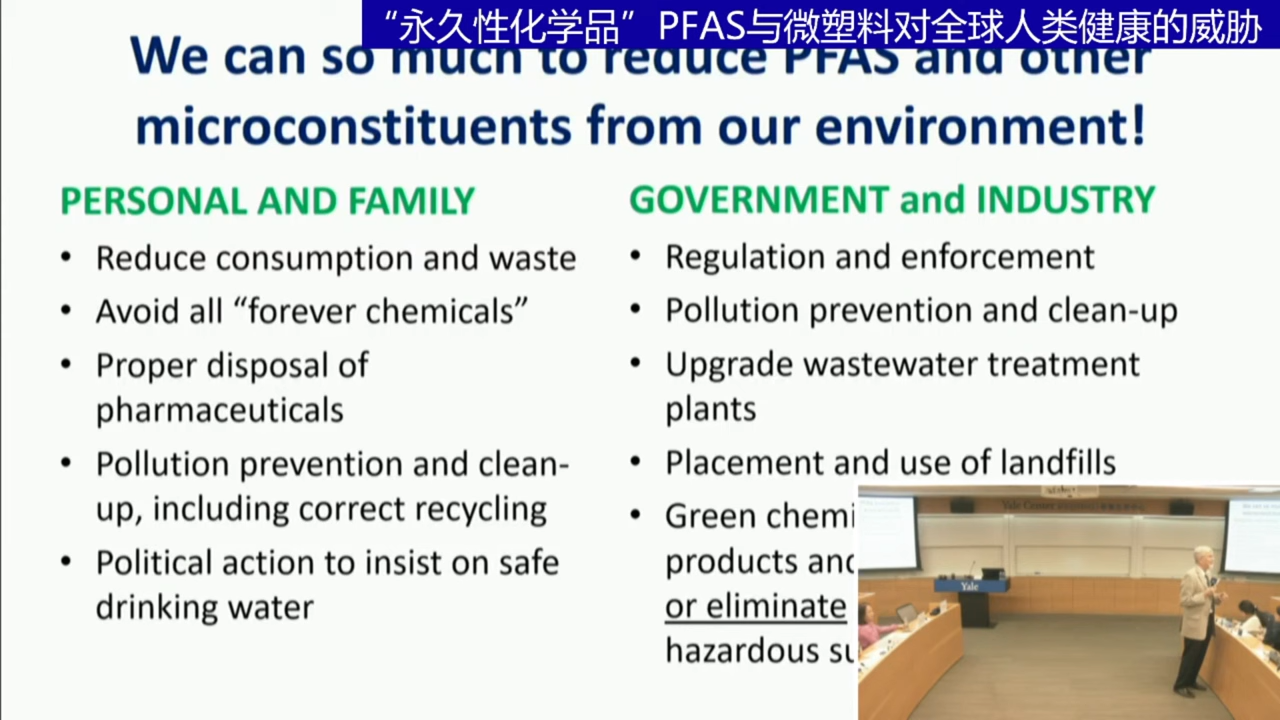 “永久性化学品”PFAS与微塑料对全球人类健康的威胁
We can so much to reduce PFAS and other
microconstituents from our environment!
PERSONAL AND FAMILY
• Reduce consumption and waste
• Avoid all “forever chemicals”
• Proper disposal of
pharmaceuticals
• Pollution prevention and clean-
up, including correct recycling
• Political action to insist on safe
drinking water
GOVERNMENT and INDUSTRY
• Regulation and enforcement
• Pollution prevention and clean-up
• Upgrade wastewater treatment
plants
• Placement and use of landfills
• Green chemi
products and
or eliminate
hazardous su
Yale Center
Yale